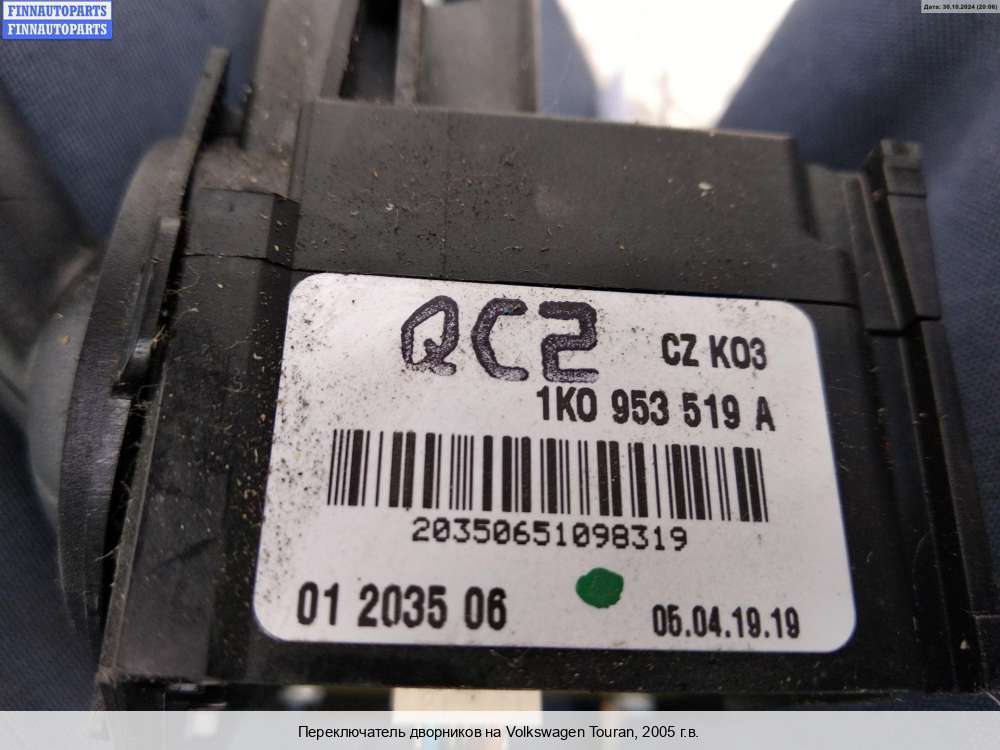 FINNAUTOPARTS
FINNAUTOPARTS
Дата: 30.10.2024 (20:06)
QC2
CZ K03
1K0 953 519 A
20350651098319
01 2035 06
05.04.19.19
Переключатель дворников на Volkswagen Touran, 2005 г.в.